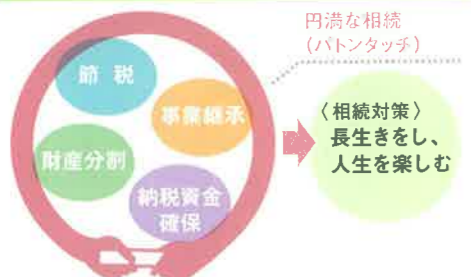 円満な相続
(バトンタッチ)
節税
事業継承
財産分割
納税資金
確保
〈相続対策〉
長生きをし、
人生を楽しむ